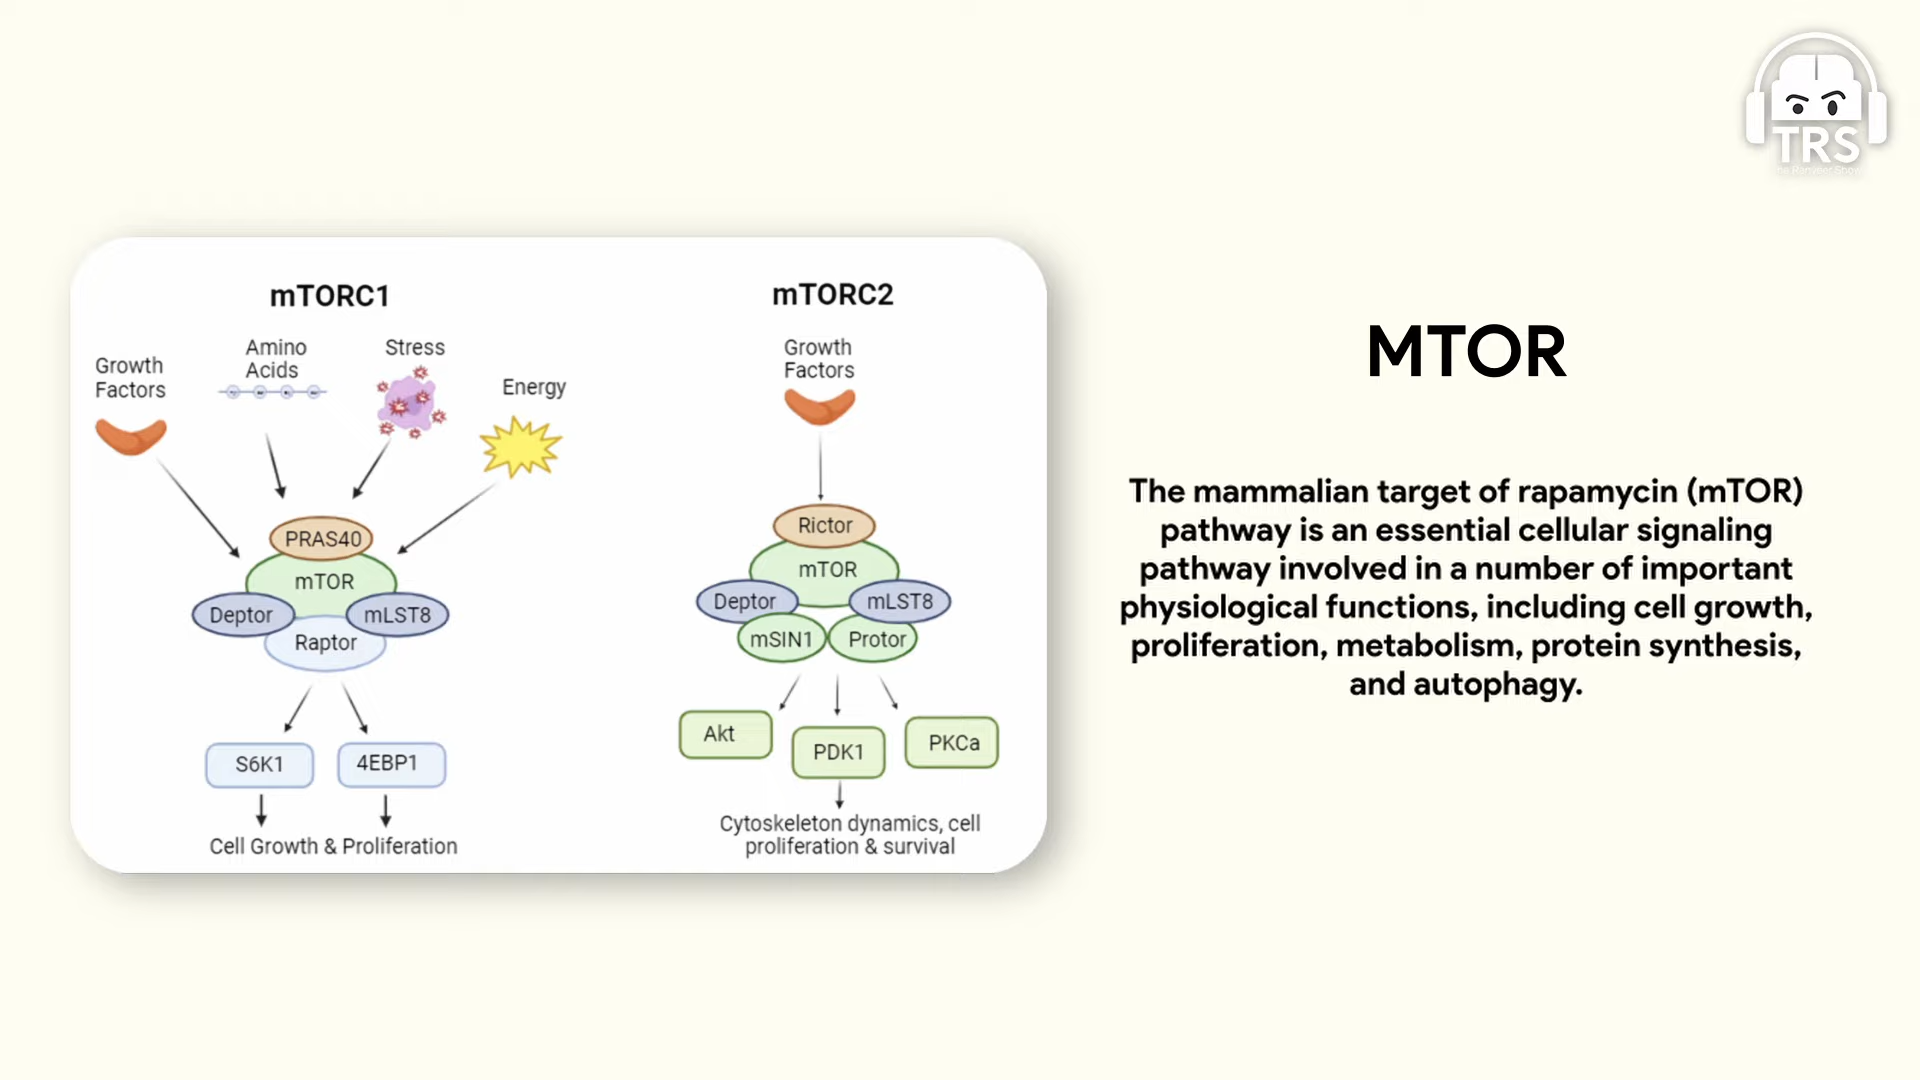 TRS
The Ranveer Show
mTORC1
Growth
Factors
Amino
Acids
Stress
Energy
PRAS40
mTOR
Deptor
mLST8
Raptor
S6K1
4EBP1
Cell Growth & Proliferation
mTORC2
Growth
Factors
Rictor
mTOR
Deptor
mLST8
mSIN1
Protor
Akt
PDK1
PKCa
Cytoskeleton dynamics, cell
proliferation & survival
MTOR
The mammalian target of rapamycin (mTOR)
pathway is an essential cellular signaling
pathway involved in a number of important
physiological functions, including cell growth,
proliferation, metabolism, protein synthesis,
and autophagy.